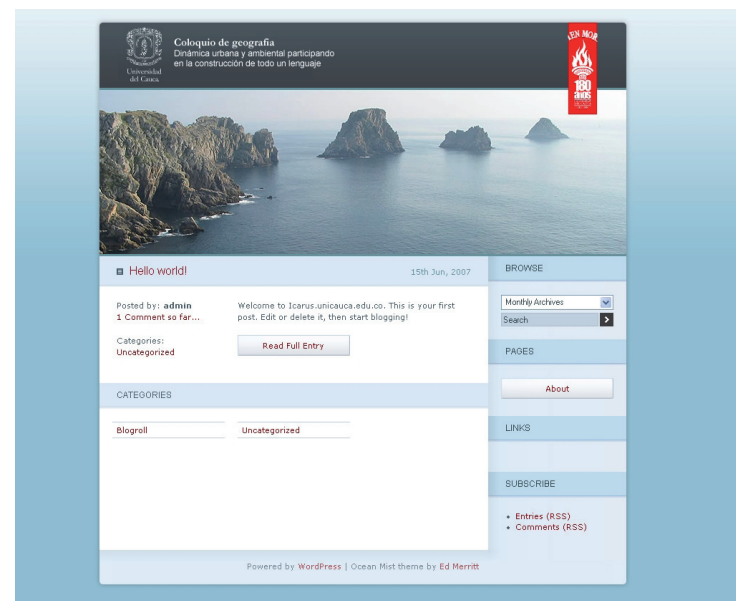 Universidad
del Cauca
Coloquio de geografía
Dinámica urbana y ambiental participando
en la construcción de todo un lenguaje
180
años
Hello world!
15th Jun, 2007
Posted by: admin
1 Comment so far...
Categories:
Uncategorized
Welcome to Icarus.unicauca.edu.co. This is your first
post. Edit or delete it, then start blogging!
Read Full Entry
CATEGORIES
Blogroll
Uncategorized
BROWSE
Monthly Archives
Search
PAGES
About
LINKS
SUBSCRIBE
Entries (RSS)
Comments (RSS)
Powered by WordPress | Ocean Mist theme by Ed Merritt